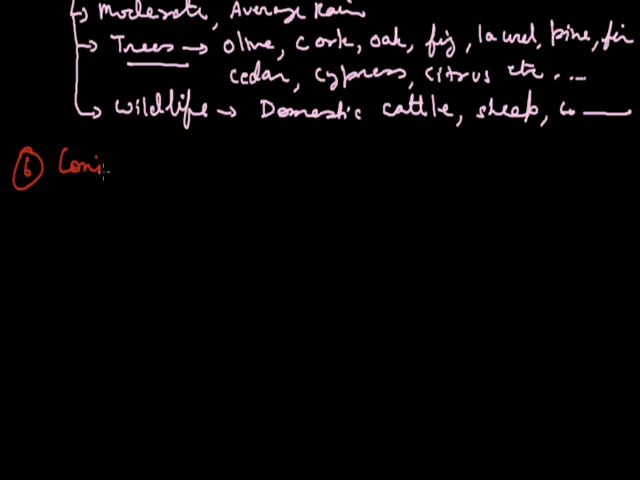 → Moderate, Average Rain
→ Trees → olive, cork, oak, fig, laurel, pine, fir
cedar, cypress, citrus etc ....
→ Wildlife → Domestic cattle, sheep,
⑥ Coni